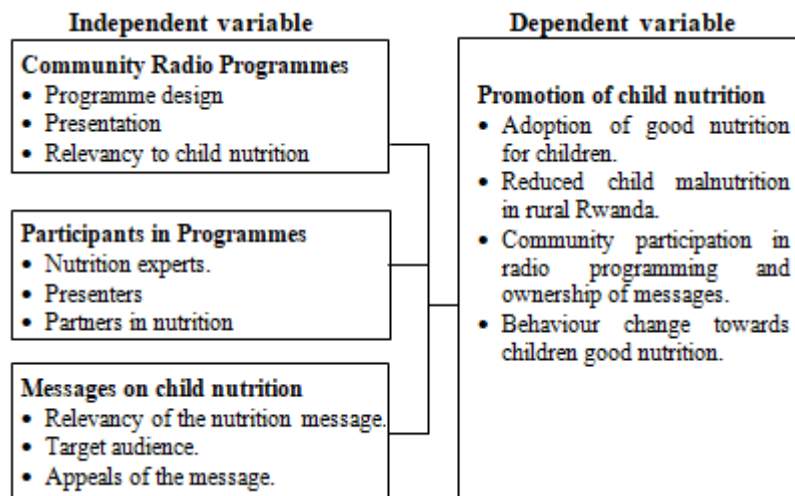 Independent variable
Community Radio Programmes
• Programme design
• Presentation
• Relevancy to child nutrition
Participants in Programmes
• Nutrition experts.
• Presenters
• Partners in nutrition
Messages on child nutrition
• Relevancy of the nutrition message.
• Target audience.
• Appeals of the message.
Dependent variable
Promotion of child nutrition
• Adoption of good nutrition
for children.
• Reduced child malnutrition
in rural Rwanda.
• Community participation in
radio programming and
ownership of messages.
• Behaviour change towards
children good nutrition.